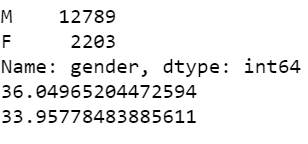 M    12789
F     2203
Name: gender, dtype: int64
36.04965204472594
33.95778483885611